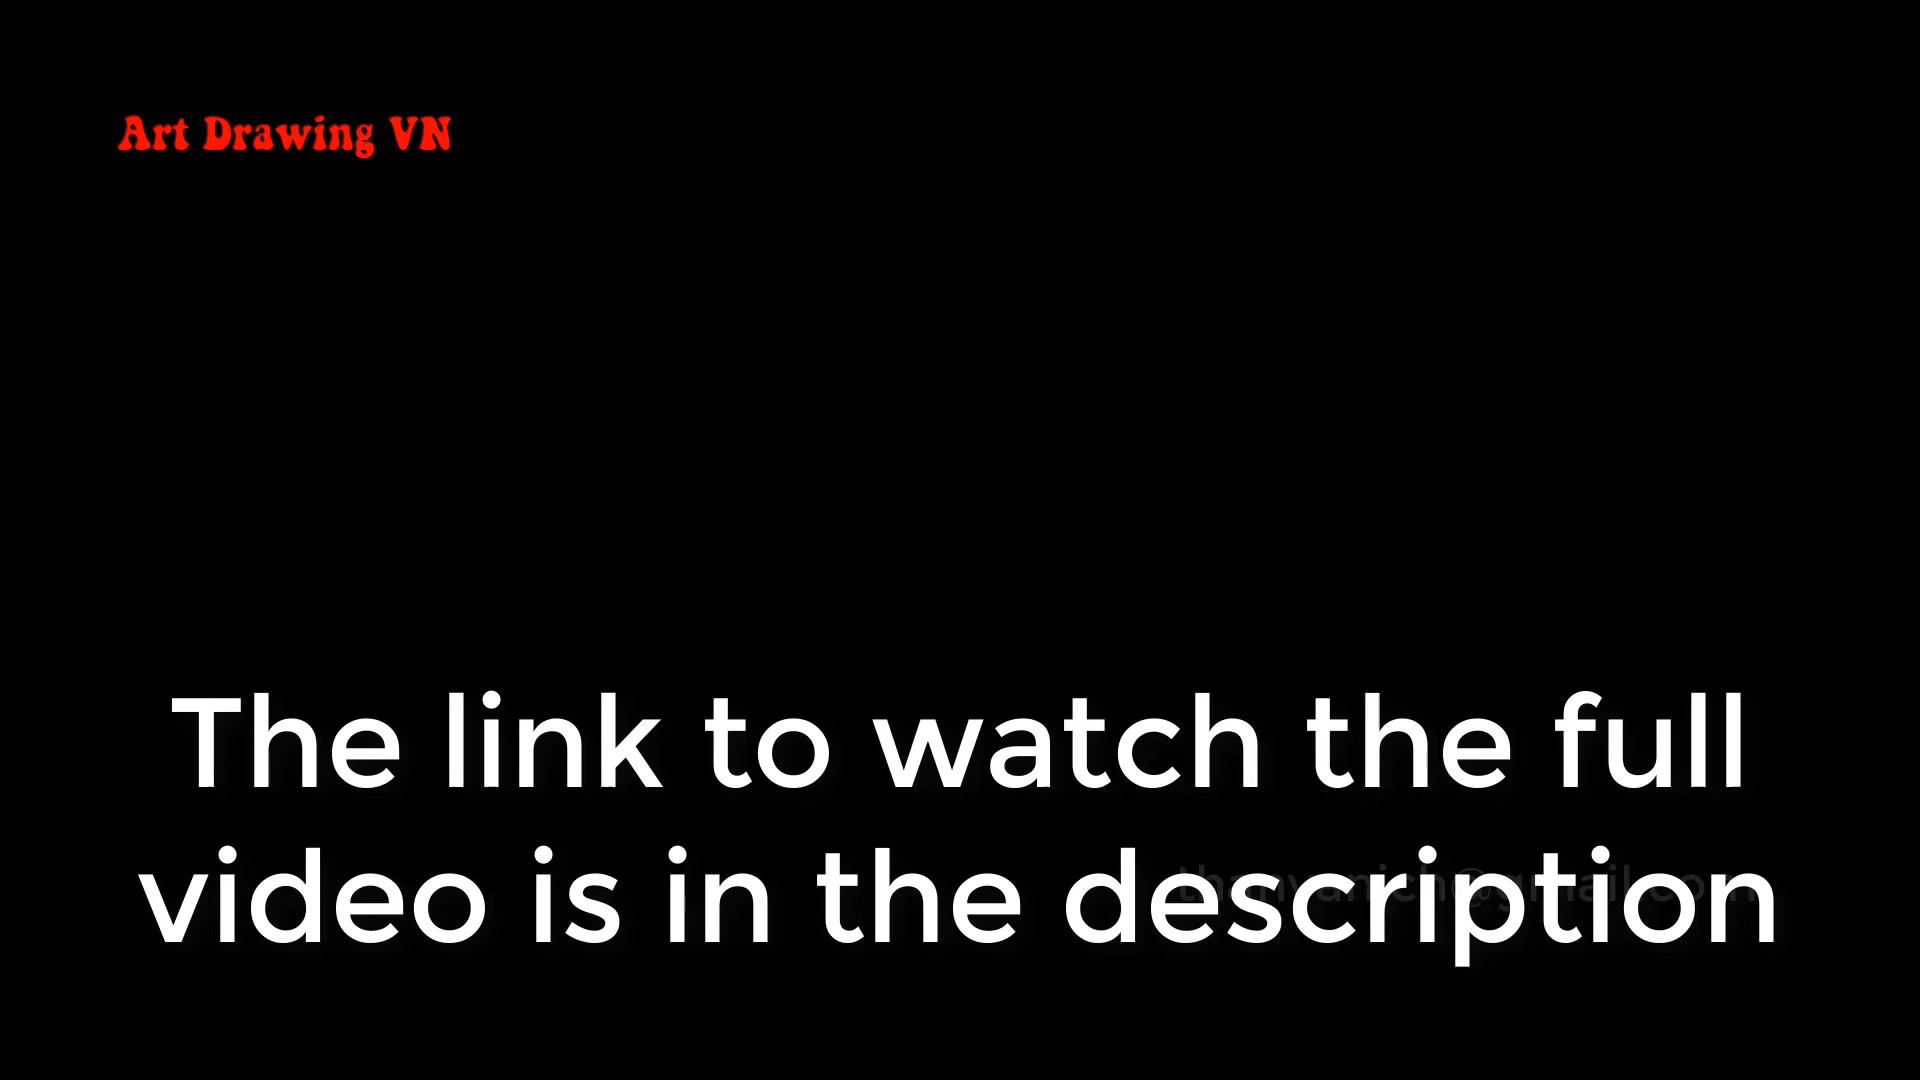 Art Drawing VN
The link to watch the full
video is in the description